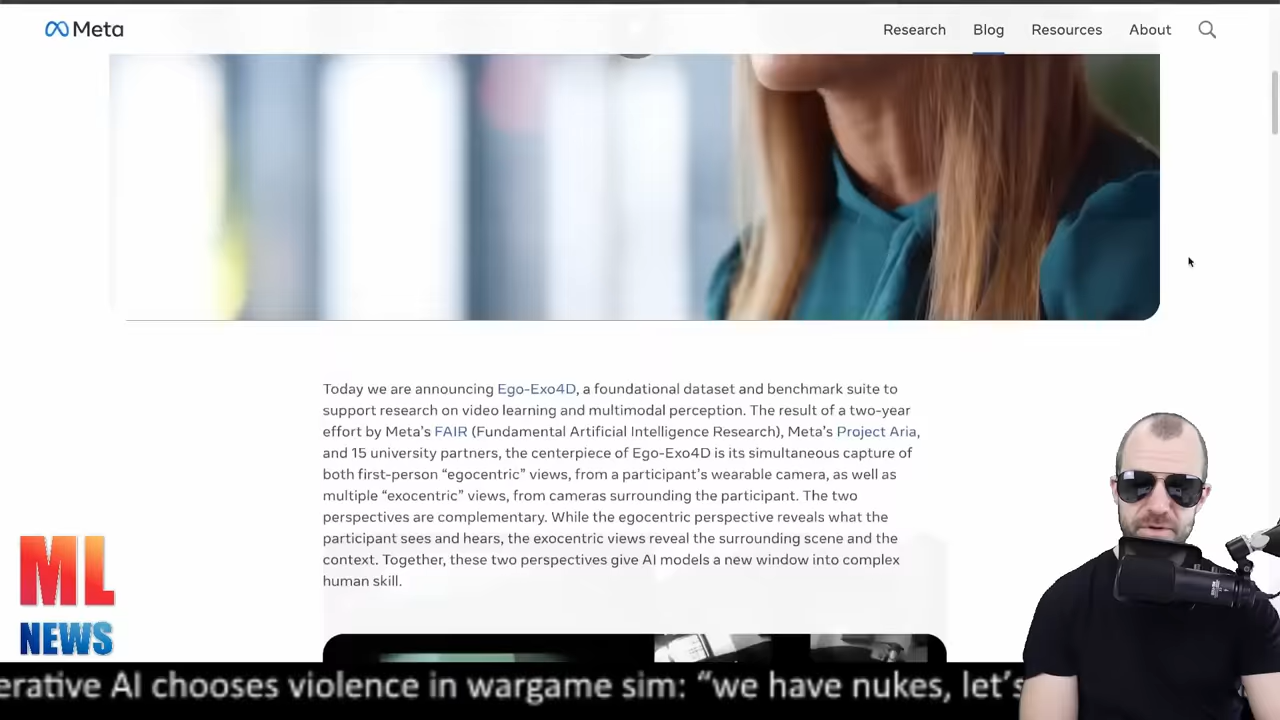 Meta
Research Blog Resources About
Today we are announcing Ego-Exo4D, a foundational dataset and benchmark suite to
support research on video learning and multimodal perception. The result of a two-year
effort by Meta’s FAIR (Fundamental Artificial Intelligence Research), Meta’s Project Aria,
and 15 university partners, the centerpiece of Ego-Exo4D is its simultaneous capture of
both first-person “egocentric” views, from a participant’s wearable camera, as well as
multiple “exocentric” views, from cameras surrounding the participant. The two
perspectives are complementary. While the egocentric perspective reveals what the
participant sees and hears, the exocentric views reveal the surrounding scene and the
context. Together, these two perspectives give AI models a new window into complex
human skill.
ML
NEWS
erative AI chooses violence in wargame sim: “we have nukes, let’s